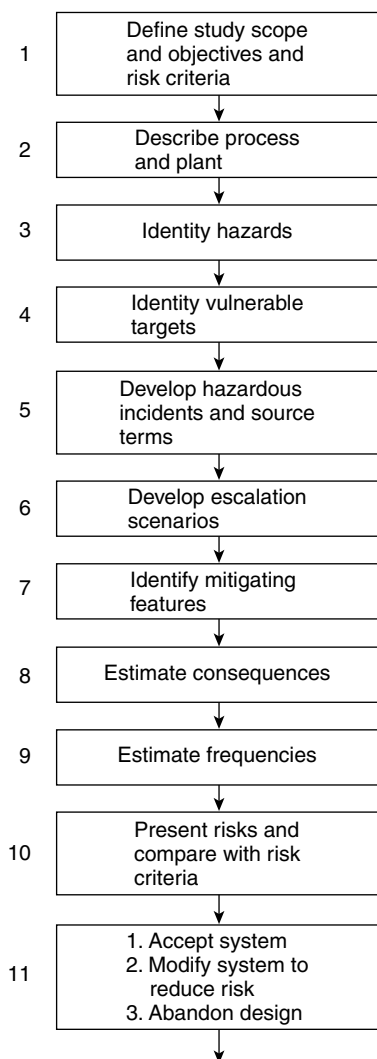 1
Define study scope
and objectives and
risk criteria
2
Describe process
and plant
3
Identity hazards
4
Identity vulnerable
targets
5
Develop hazardous
incidents and source
terms
6
Develop escalation
scenarios
7
Identify mitigating
features
8
Estimate consequences
9
Estimate frequencies
10
Present risks and
compare with risk
criteria
11
1. Accept system
2. Modify system to
reduce risk
3. Abandon design